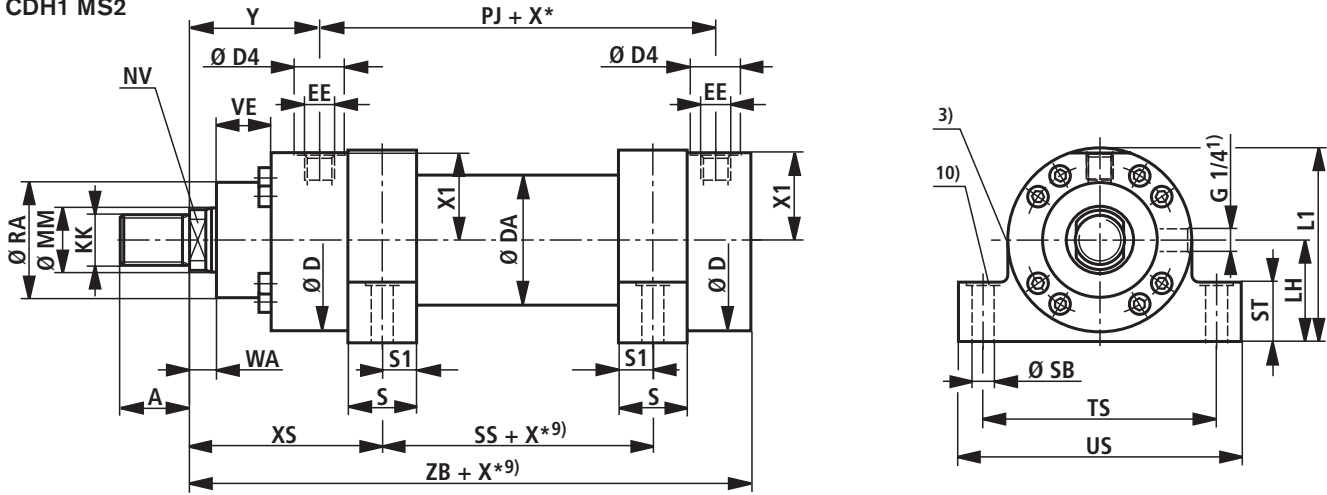 CDH1 MS2
Y
PJ + X*
Ø D4
Ø D4
NV
EE
EE
VE
3)
10)
G 1/4¹⁾
L1
X1
X1
Ø RA
Ø MM
KK
Ø DA
Ø D
Ø D
LH
ST
WA
S1
S1
A
S
S
Ø SB
XS
SS + X*⁹⁾
TS
ZB + X*⁹⁾
US